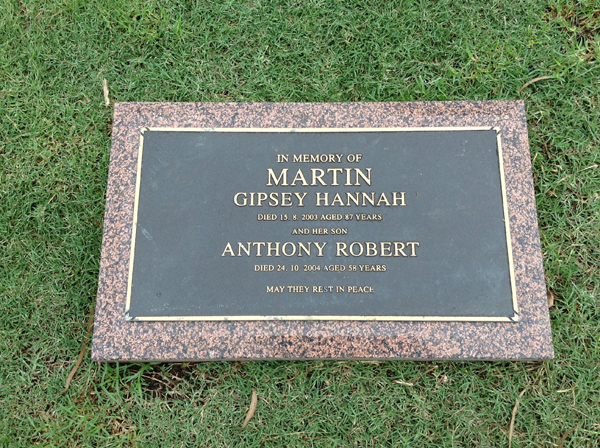 IN MEMORY OF
MARTIN
GIPSEY HANNAH
DIED 15. 8. 2003 AGED 87 YEARS
AND HER SON
ANTHONY ROBERT
DIED 24. 10. 2004 AGED 58 YEARS
MAY THEY REST IN PEACE